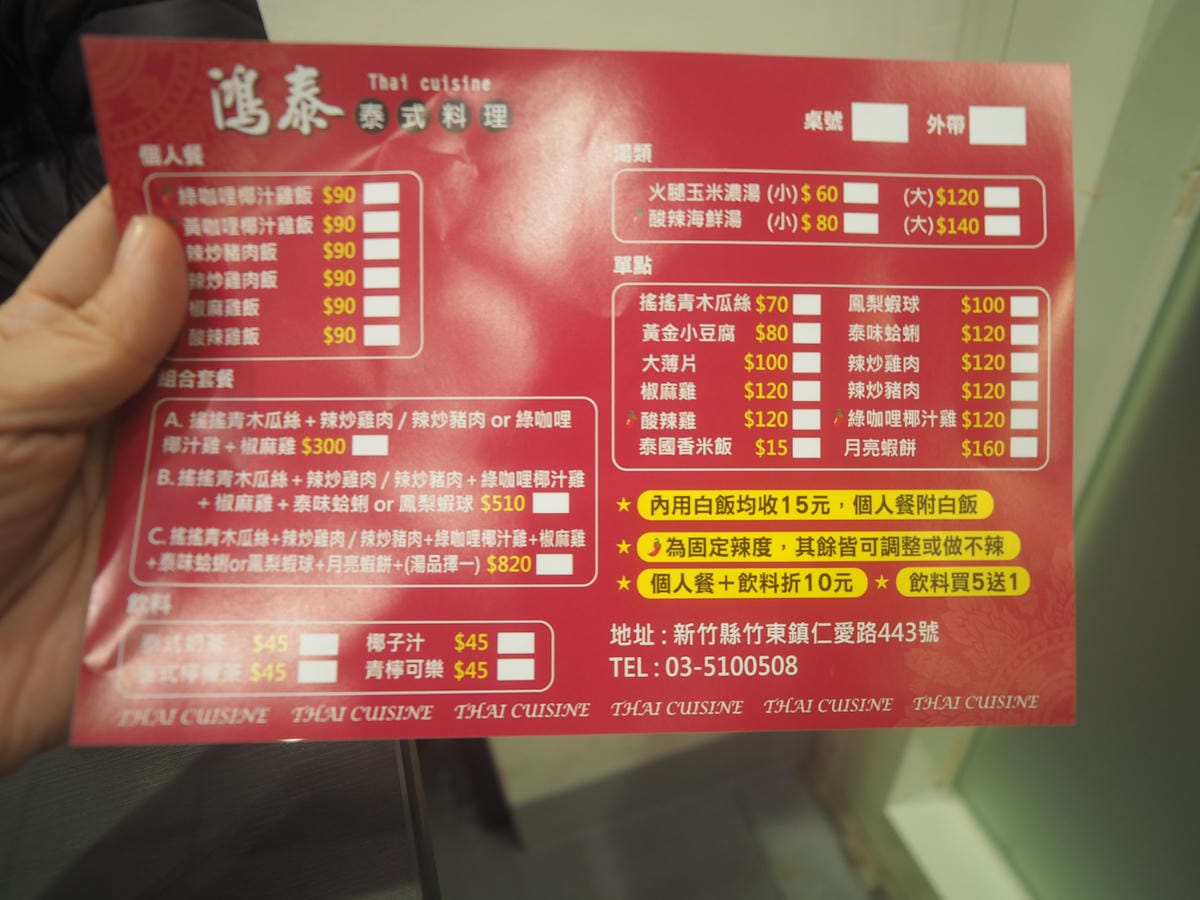 鴻泰 Thai cuisine
泰式料理
桌號 外帶
個人餐
綠咖哩椰汁雞飯 $90
黃咖哩椰汁雞飯 $90
辣炒豬肉飯 $90
辣炒雞肉飯 $90
椒麻雞飯 $90
酸辣雞飯 $90
組合套餐
A. 搖搖青木瓜絲+辣炒雞肉/辣炒豬肉 or 綠咖哩
椰汁雞+椒麻雞 $300
B. 搖搖青木瓜絲+辣炒雞肉/辣炒豬肉+綠咖哩椰汁雞
+椒麻雞+泰味蛤蜊 or 鳳梨蝦球 $510
C. 搖搖青木瓜絲+辣炒雞肉/辣炒豬肉+綠咖哩椰汁雞+椒麻雞
+泰味蛤蜊or鳳梨蝦球+月亮蝦餅+(湯品擇一) $820
飲料
泰式奶茶 $45 椰子汁 $45
泰式檸檬茶 $45 青檸可樂 $45
湯類
火腿玉米濃湯 (小) $60 (大) $120
酸辣海鮮湯 (小) $80 (大) $140
單點
搖搖青木瓜絲 $70 鳳梨蝦球 $100
黃金小豆腐 $80 泰味蛤蜊 $120
大薄片 $100 辣炒雞肉 $120
椒麻雞 $120 辣炒豬肉 $120
酸辣雞 $120 綠咖哩椰汁雞 $120
泰國香米飯 $15 月亮蝦餅 $160
★ 內用白飯均收15元，個人餐附白飯
★ 為固定辣度，其餘皆可調整或做不辣
★ 個人餐+飲料折10元 ★ 飲料買5送1
地址：新竹縣竹東鎮仁愛路443號
TEL：03-5100508
THAI CUISINE THAI CUISINE THAI CUISINE THAI CUISINE THAI CUISINE THAI CUISINE